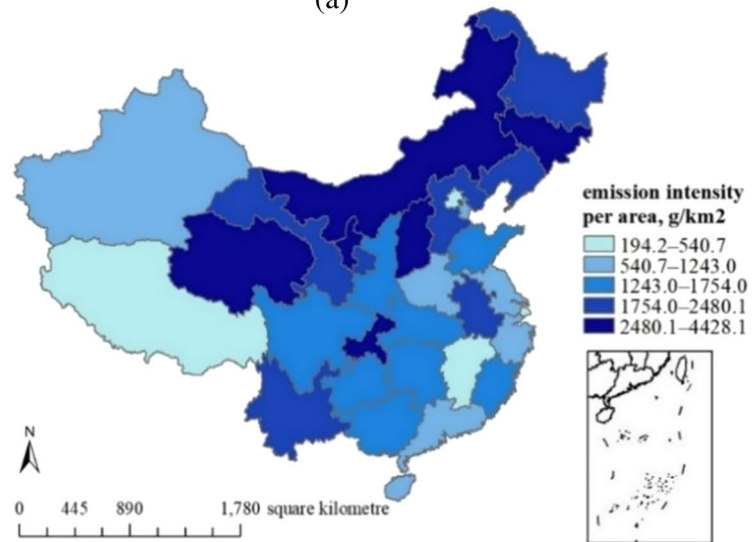 (a)
emission intensity
per area, g/km2
194.2–540.7
540.7–1243.0
1243.0–1754.0
1754.0–2480.1
2480.1–4428.1
N
0 445 890 1,780 square kilometre